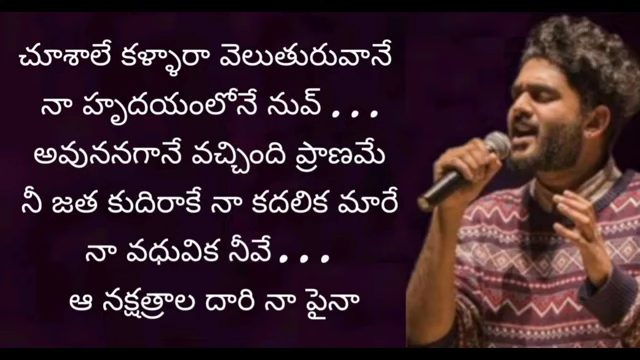 చూశాలే కళ్ళారా వెలుతురువానే
నా హృదయంలోనే నువ్ . . .
అవుననగానే వచ్చింది ప్రాణమే
నీ జత కుదిరాకే నా కదలిక మారే
నా వధువిక నీవే . . .
ఆ నక్షత్రాల దారి నా పైనా